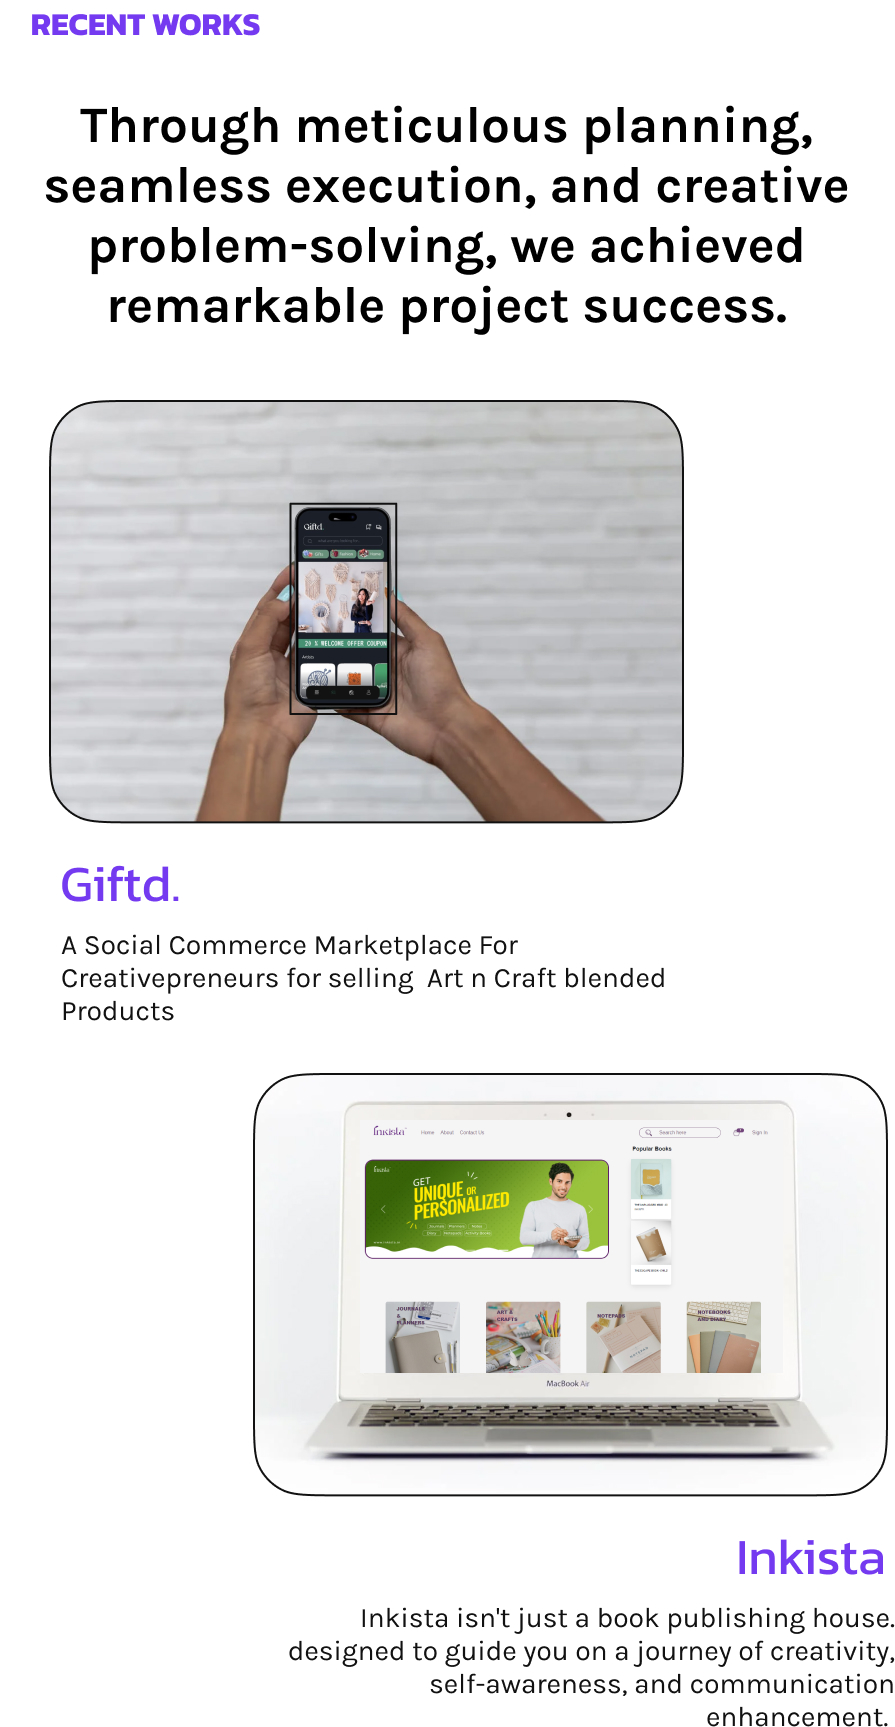 RECENT WORKS
Through meticulous planning,
seamless execution, and creative
problem-solving, we achieved
remarkable project success.
Giftd.
20 % WELCOME OFFER COUPON
Artists
Giftd.
A Social Commerce Marketplace For
Creativepreneurs for selling  Art n Craft blended
Products
Inkista
Home About Contact Us
Search here
Sign In
Popular Books
GET
UNIQUE OR
PERSONALIZED
JOURNALS
&
PLANNERS
ART &
CRAFTS
NOTEPADS
NOTEBOOKS
AND DIARY
MacBook Air
Inkista
Inkista isn't just a book publishing house.
designed to guide you on a journey of creativity,
self-awareness, and communication
enhancement.